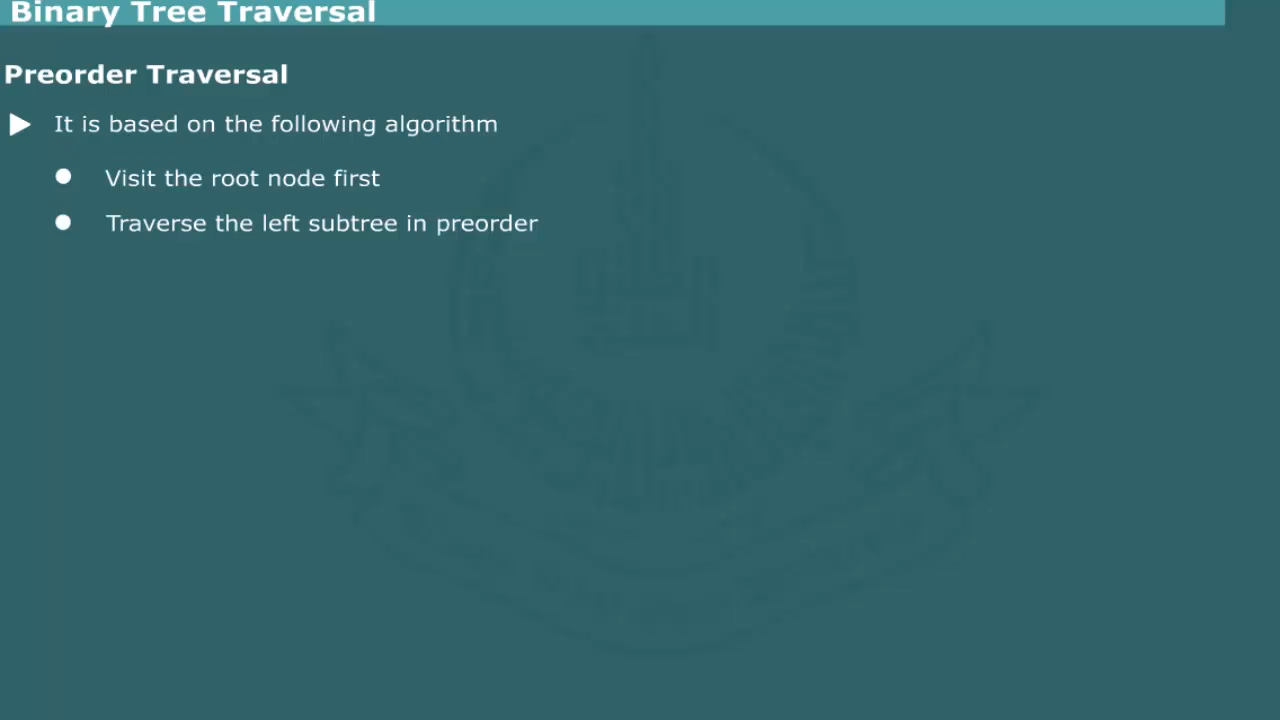 Binary Tree Traversal
Preorder Traversal
It is based on the following algorithm
Visit the root node first
Traverse the left subtree in preorder